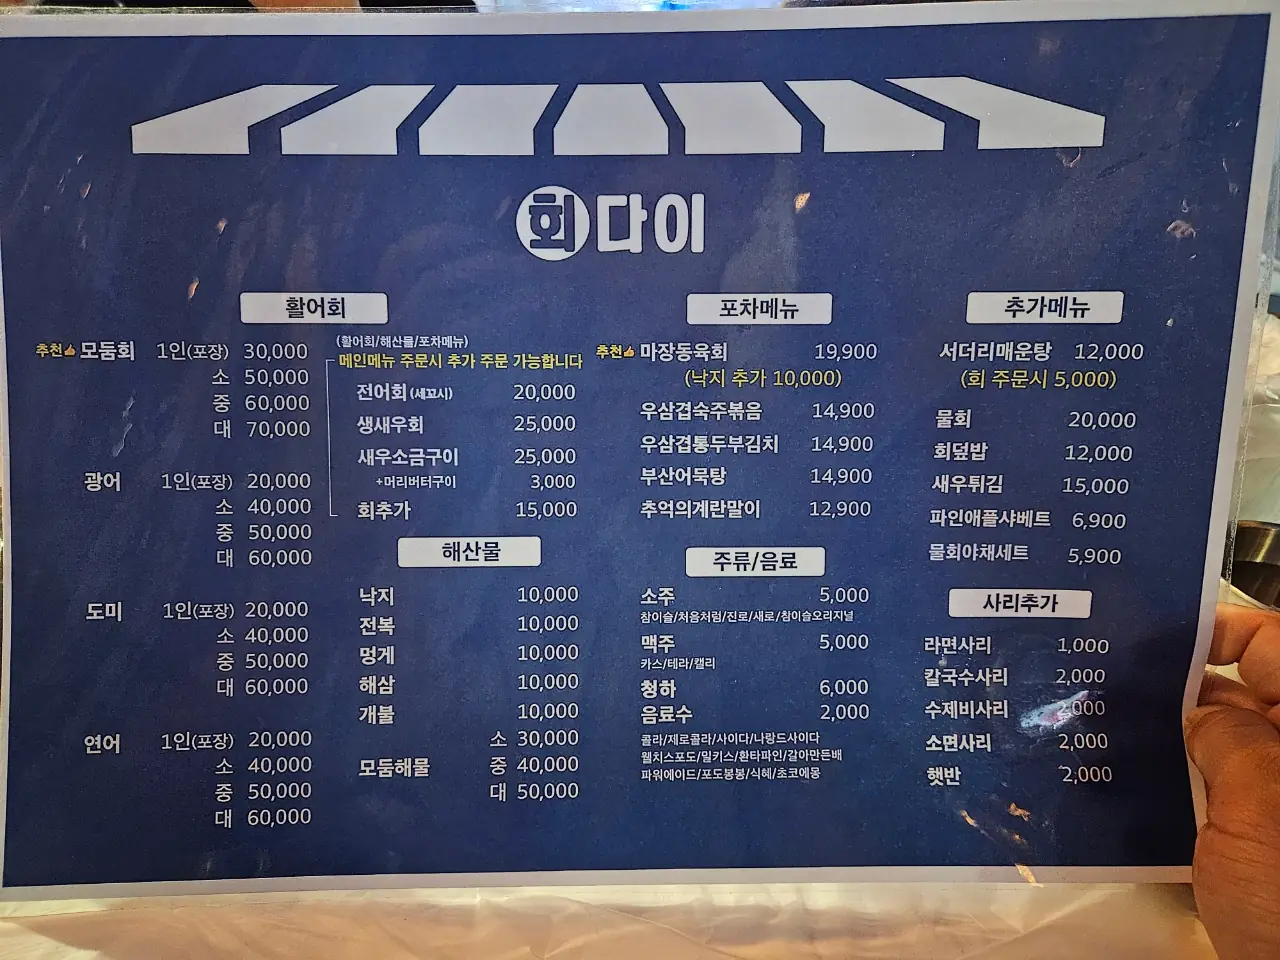 회다이
활어회
추천 모둠회 1인(포장) 30,000
소 50,000
중 60,000
대 70,000
광어 1인(포장) 20,000
소 40,000
중 50,000
대 60,000
도미 1인(포장) 20,000
소 40,000
중 50,000
대 60,000
연어 1인(포장) 20,000
소 40,000
중 50,000
대 60,000
(활어회/해산물/포차메뉴)
메인메뉴 주문시 추가 주문 가능합니다
전어회(세꼬시) 20,000
생새우회 25,000
새우소금구이 25,000
+머리버터구이 3,000
회추가 15,000
해산물
낙지 10,000
전복 10,000
멍게 10,000
해삼 10,000
개불 10,000
모둠해물 소 30,000
중 40,000
대 50,000
포차메뉴
추천 마장동육회 19,900
(낙지 추가 10,000)
우삼겹숙주볶음 14,900
우삼겹통두부김치 14,900
부산어묵탕 14,900
추억의계란말이 12,900
주류/음료
소주 5,000
참이슬/처음처럼/진로/새로/참이슬오리지널
맥주 5,000
카스/테라/캘리
청하 6,000
음료수 2,000
콜라/제로콜라/사이다/나랑드사이다
웰치스포도/밀키스/환타파인/갈아만든배
파워에이드/포도봉봉/식혜/초코에몽
추가메뉴
서더리매운탕 12,000
(회 주문시 5,000)
물회 20,000
회덮밥 12,000
새우튀김 15,000
파인애플샤베트 6,900
물회야채세트 5,900
사리추가
라면사리 1,000
칼국수사리 2,000
수제비사리 2,000
소면사리 2,000
햇반 2,000